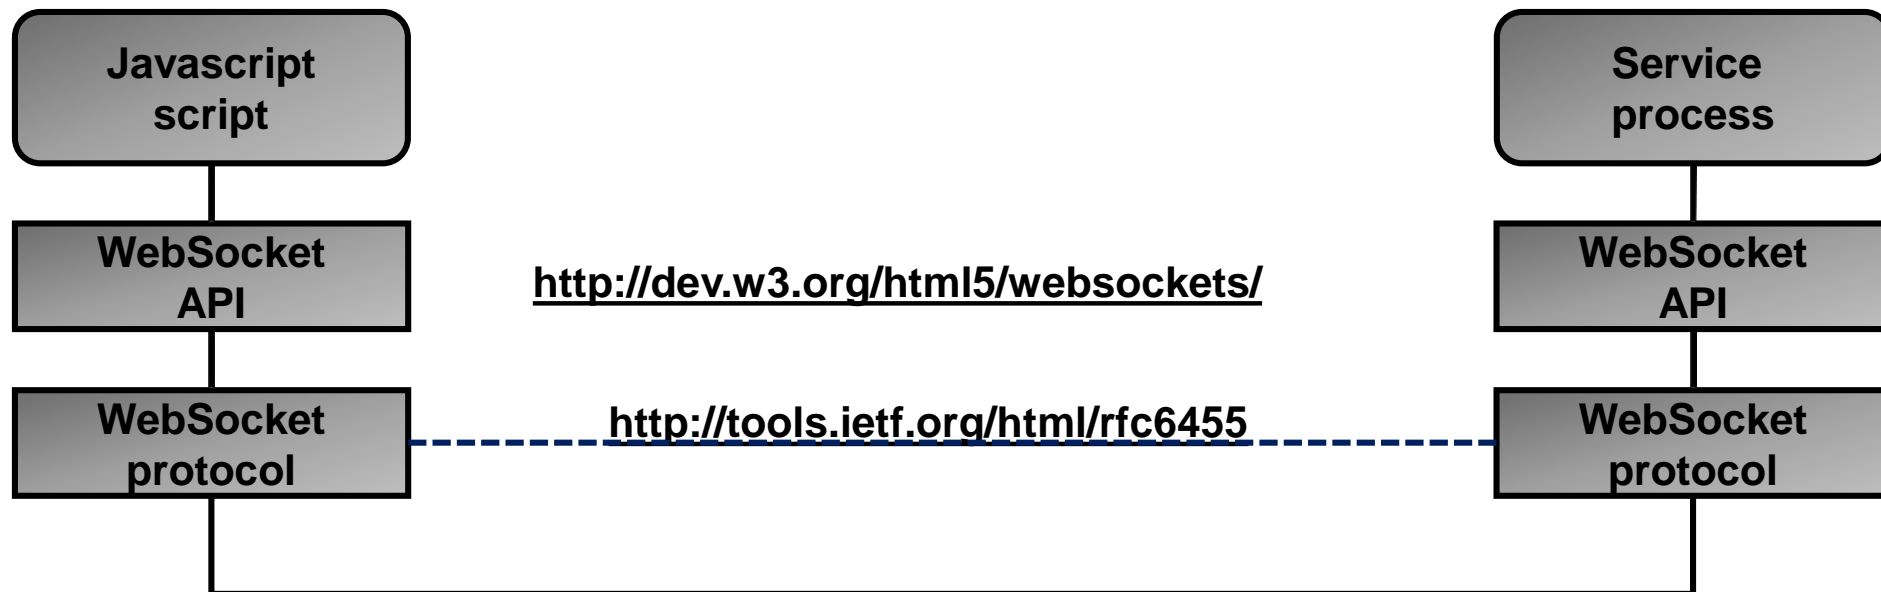 Javascript
script
Service
process
WebSocket
API
http://dev.w3.org/html5/websockets/
WebSocket
API
WebSocket
protocol
http://tools.ietf.org/html/rfc6455
WebSocket
protocol